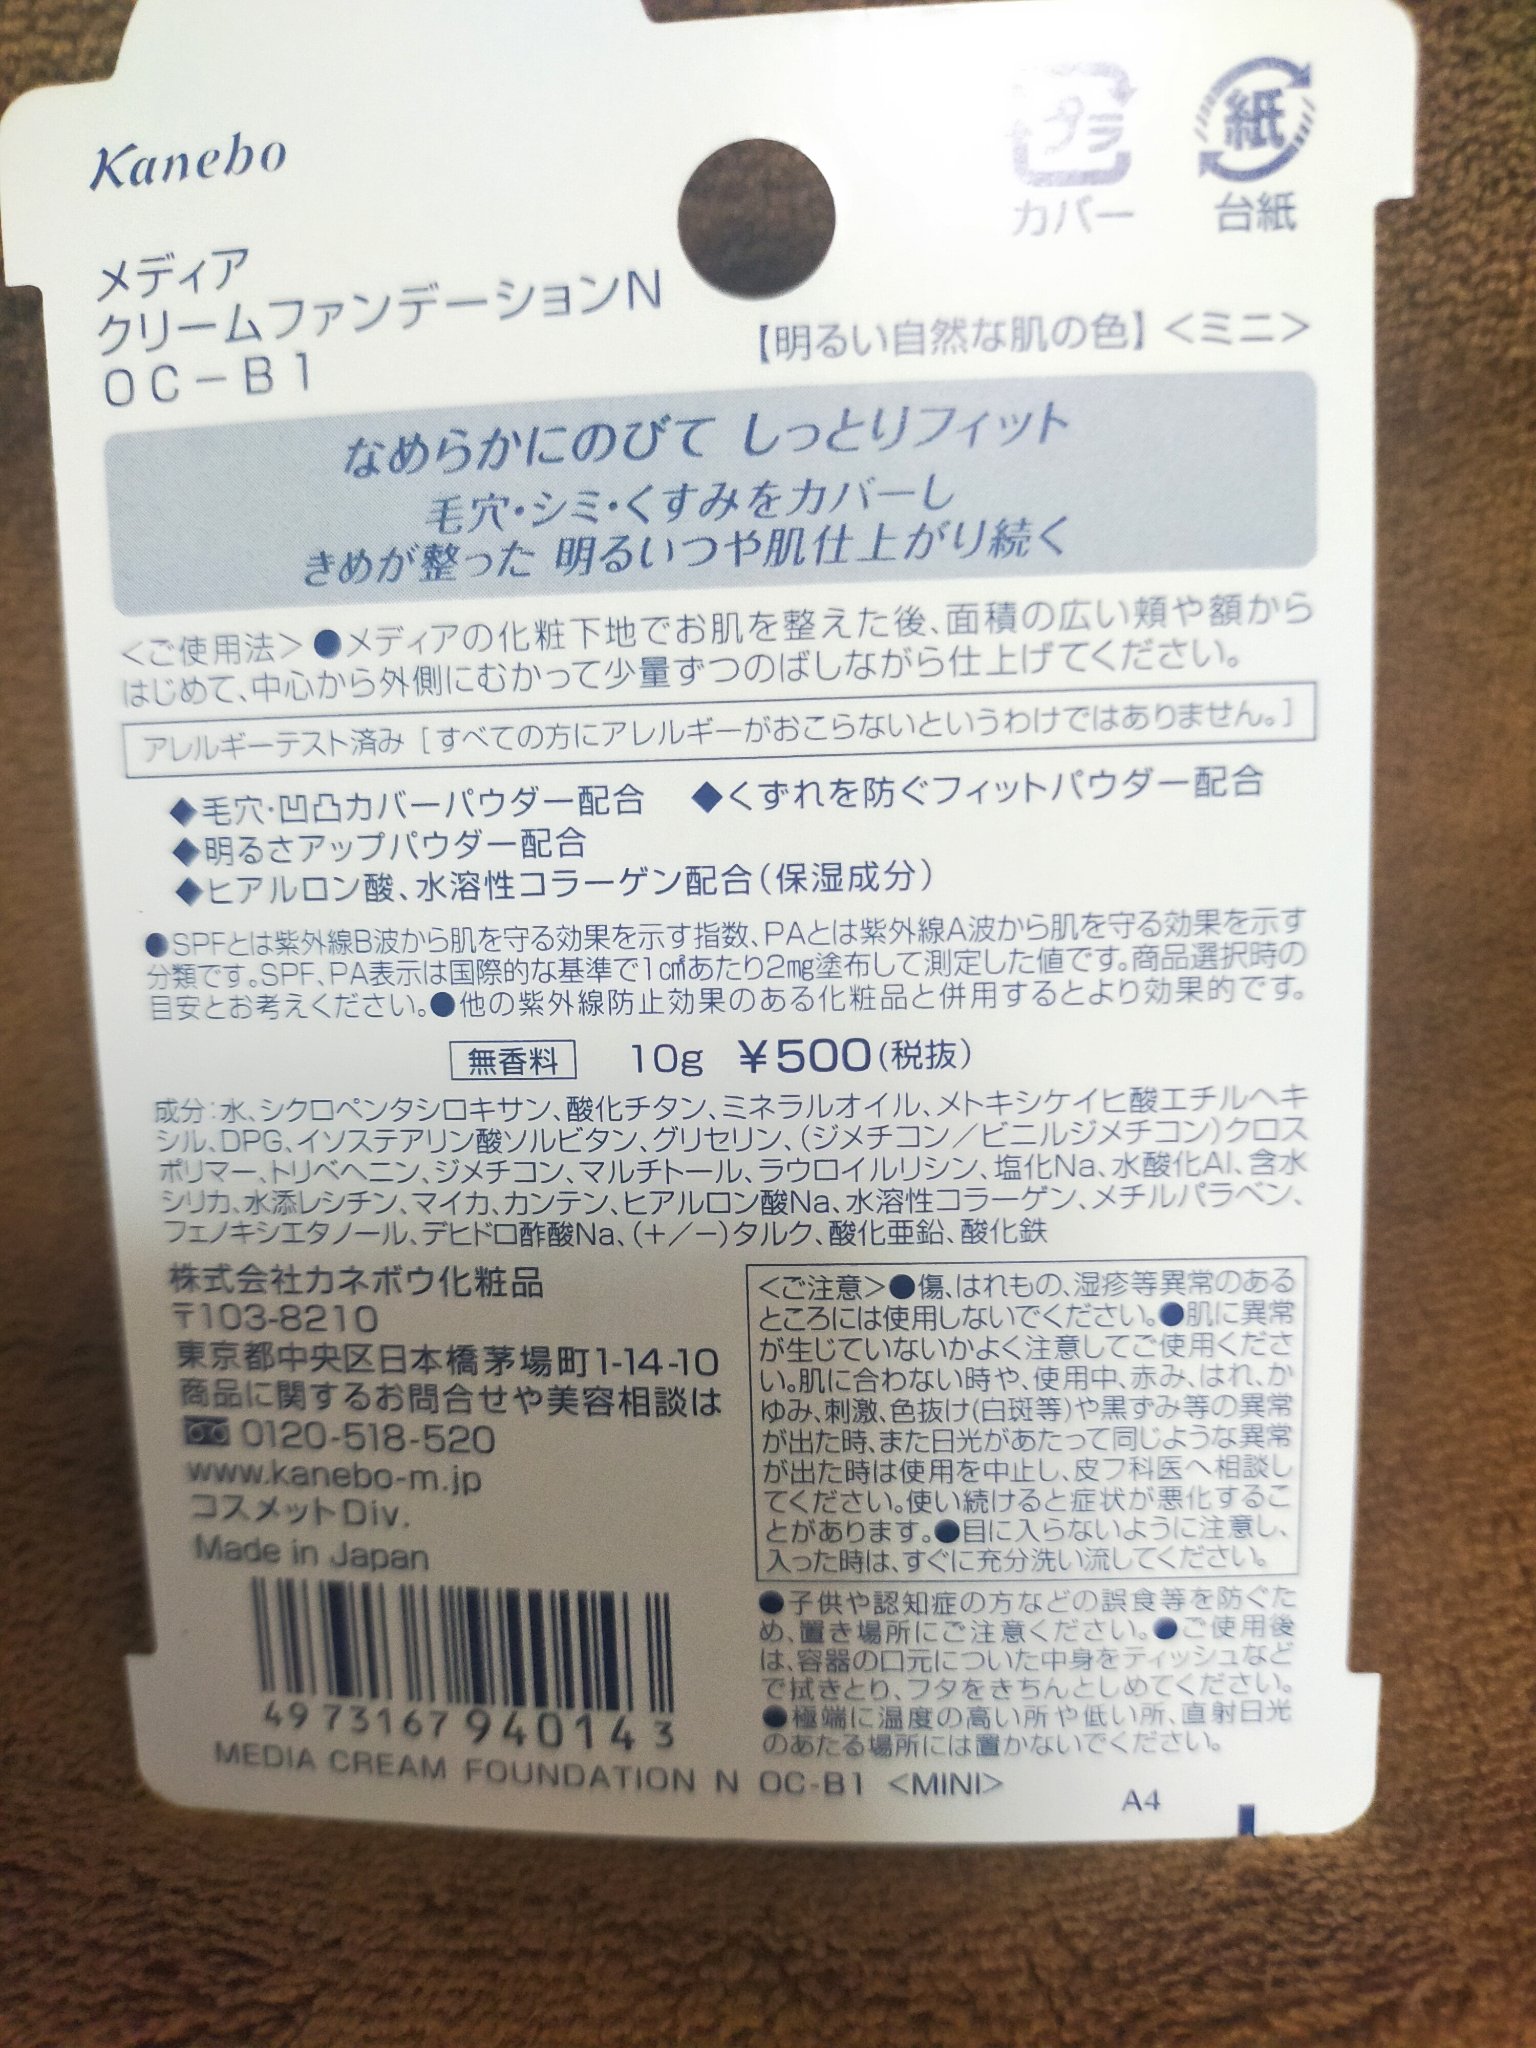 Kanebo
プラ
カバー
紙
台紙
メディア
クリームファンデーションN
OC-B1
【明るい自然な肌の色】<ミニ>
なめらかにのびて しっとりフィット
毛穴・シミ・くすみをカバーし
きめが整った 明るいつや肌仕上がり続く
<ご使用法>●メディアの化粧下地でお肌を整えた後、面積の広い頬や額から
はじめて、中心から外側にむかって少量ずつのばしながら仕上げてください。
アレルギーテスト済み [すべての方にアレルギーがおこらないというわけではありません。]
◆毛穴・凹凸カバーパウダー配合 ◆くずれを防ぐフィットパウダー配合
◆明るさアップパウダー配合
◆ヒアルロン酸、水溶性コラーゲン配合(保湿成分)
●SPFとは紫外線B波から肌を守る効果を示す指数、PAとは紫外線A波から肌を守る効果を示す
分類です。SPF、PA表示は国際的な基準で1c㎡あたり2mg塗布して測定した値です。商品選択時の
目安とお考えください。●他の紫外線防止効果のある化粧品と併用するとより効果的です。
無香料 10g ¥500(税抜)
成分:水、シクロペンタシロキサン、酸化チタン、ミネラルオイル、メトキシケイヒ酸エチルヘキ
シル、DPG、イソステアリン酸ソルビタン、グリセリン、(ジメチコン/ビニルジメチコン)クロス
ポリマー、トリベヘニン、ジメチコン、マルチトール、ラウロイルリシン、塩化Na、水酸化Al、含水
シリカ、水添レシチン、マイカ、カンテン、ヒアルロン酸Na、水溶性コラーゲン、メチルパラベン、
フェノキシエタノール、デヒドロ酢酸Na、(+/−)タルク、酸化亜鉛、酸化鉄
株式会社カネボウ化粧品
〒103-8210
東京都中央区日本橋茅場町1-14-10
商品に関するお問合せや美容相談は
0120-518-520
www.kanebo-m.jp
コスメットDiv.
Made in Japan
4973167940143
<ご注意>●傷、はれもの、湿疹等異常のある
ところには使用しないでください。●肌に異常
が生じていないかよく注意してご使用くださ
い。肌に合わない時や、使用中、赤み、はれ、か
ゆみ、刺激、色抜け(白斑等)や黒ずみ等の異常
が出た時、また日光があたって同じような異常
が出た時は使用を中止し、皮フ科医へ相談し
てください。使い続けると症状が悪化するこ
とがあります。●目に入らないように注意し、
入った時は、すぐに充分洗い流してください。
●子供や認知症の方などの誤食等を防ぐた
め、置き場所にご注意ください。●ご使用後
は、容器の口元についた中身をティッシュなど
で拭きとり、フタをきちんとしめてください。
●極端に温度の高い所や低い所、直射日光
のあたる場所には置かないでください。
MEDIA CREAM FOUNDATION N OC-B1 <MINI>
A4